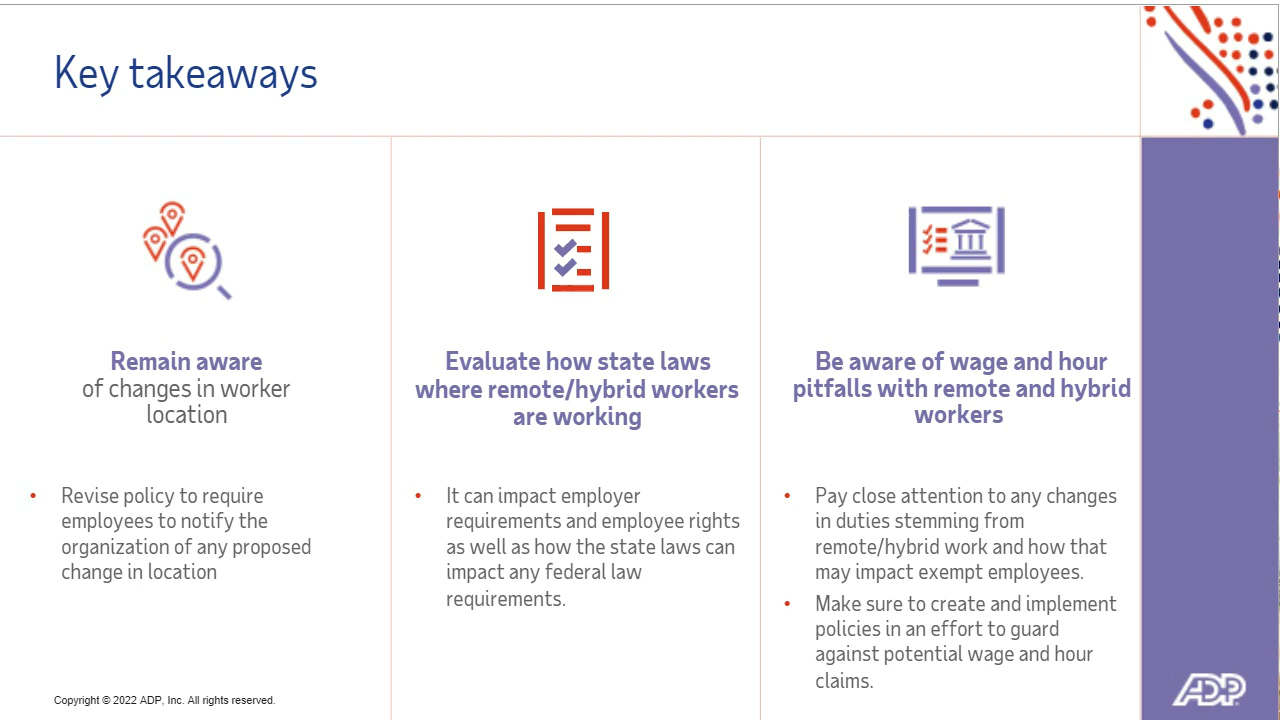 Key takeaways
Remain aware
of changes in worker
location
• Revise policy to require
employees to notify the
organization of any proposed
change in location
Evaluate how state laws
where remote/hybrid workers
are working
• It can impact employer
requirements and employee rights
as well as how the state laws can
impact any federal law
requirements.
Be aware of wage and hour
pitfalls with remote and hybrid
workers
• Pay close attention to any changes
in duties stemming from
remote/hybrid work and how that
may impact exempt employees.
• Make sure to create and implement
policies in an effort to guard
against potential wage and hour
claims.
Copyright © 2022 ADP, Inc. All rights reserved.
ADP